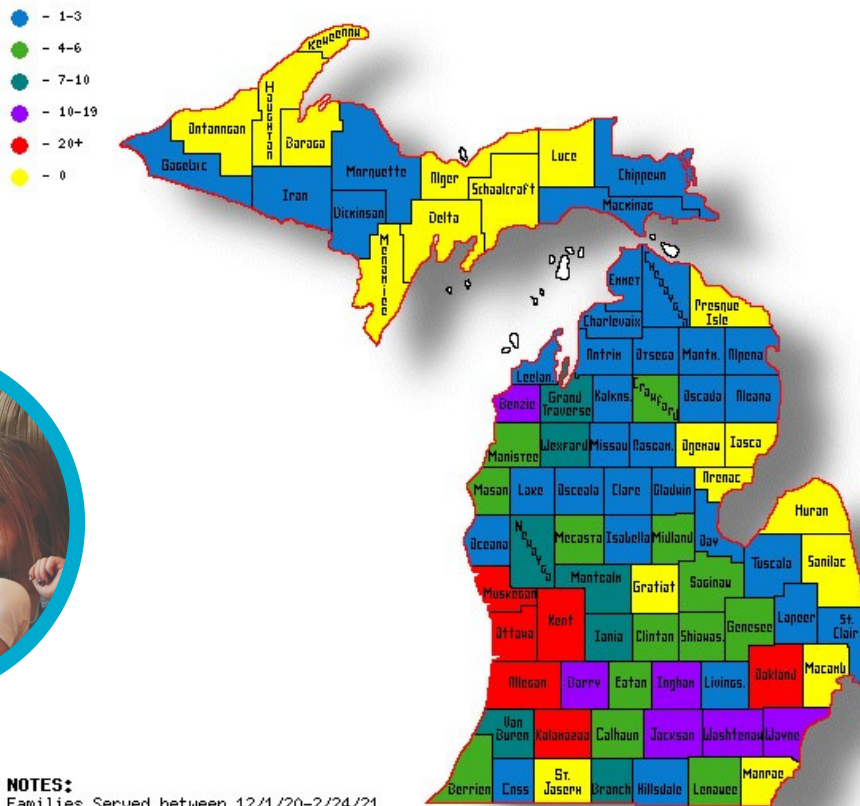 - 1-3
- 4-6
- 7-10
- 10-19
- 20+
- 0
Keweenaw
Houghton
Ontonagon
Baraga
Gogebic
Marquette
Luce
Alger
Chippewa
Iron
Schoolcraft
Mackinac
Dickinson
Delta
Menominee
Emmet
Cheboygan
Presque
Isle
Charlevoix
Antrim
Otsego
Montm.
Alpena
Leelan.
Benzie
Grand
Traverse
Kalkns.
Crawford
Oscoda
Alcona
Manistee
Wexford
Missau
Roscom.
Ogemaw
Iosco
Arenac
Mason
Lake
Osceola
Clare
Gladwin
Huron
Oceana
Newaygo
Mecosta
Isabella
Midland
Bay
Tuscola
Sanilac
Muskegon
Montcalm
Gratiot
Saginaw
Ottawa
Kent
Ionia
Clinton
Shiawas.
Genesee
Lapeer
St.
Clair
Allegan
Barry
Eaton
Ingham
Livings.
Oakland
Macomb
Van
Buren
Kalamazoo
Calhoun
Jackson
Washtenaw
Wayne
Berrien
Cass
St.
Joseph
Branch
Hillsdale
Lenawee
Monroe
NOTES:
Families Served between 12/1/20-2/24/21